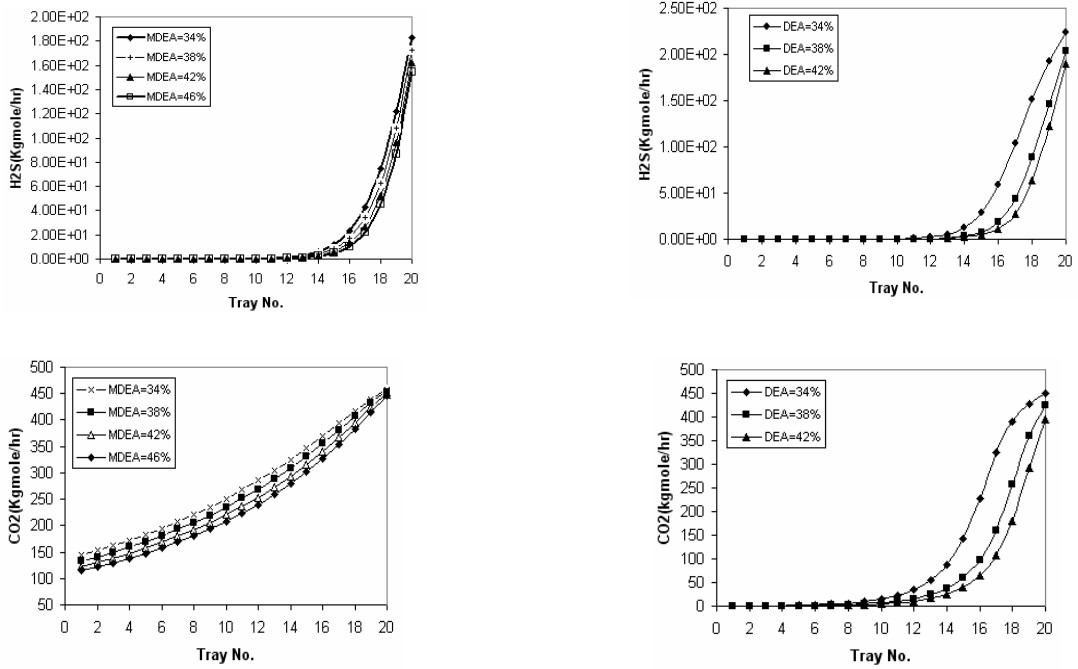 2.00E+02
1.80E+02
1.60E+02
1.40E+02
1.20E+02
1.00E+02
8.00E+01
6.00E+01
4.00E+01
2.00E+01
0.00E+00
H2S(Kgmole/hr)
MDEA=34%
MDEA=38%
MDEA=42%
MDEA=46%
0 2 4 6 8 10 12 14 16 18 20
Tray No.
2.50E+02
2.00E+02
1.50E+02
1.00E+02
5.00E+01
0.00E+00
H2S(Kgmole/hr)
DEA=34%
DEA=38%
DEA=42%
0 2 4 6 8 10 12 14 16 18 20
Tray No.
500
450
400
350
300
250
200
150
100
50
CO2(Kgmole/hr)
MDEA=34%
MDEA=38%
MDEA=42%
MDEA=46%
0 2 4 6 8 10 12 14 16 18 20
Tray No.
500
450
400
350
300
250
200
150
100
50
0
CO2(kgmole/hr)
DEA=34%
DEA=38%
DEA=42%
0 2 4 6 8 10 12 14 16 18 20
Tray No.